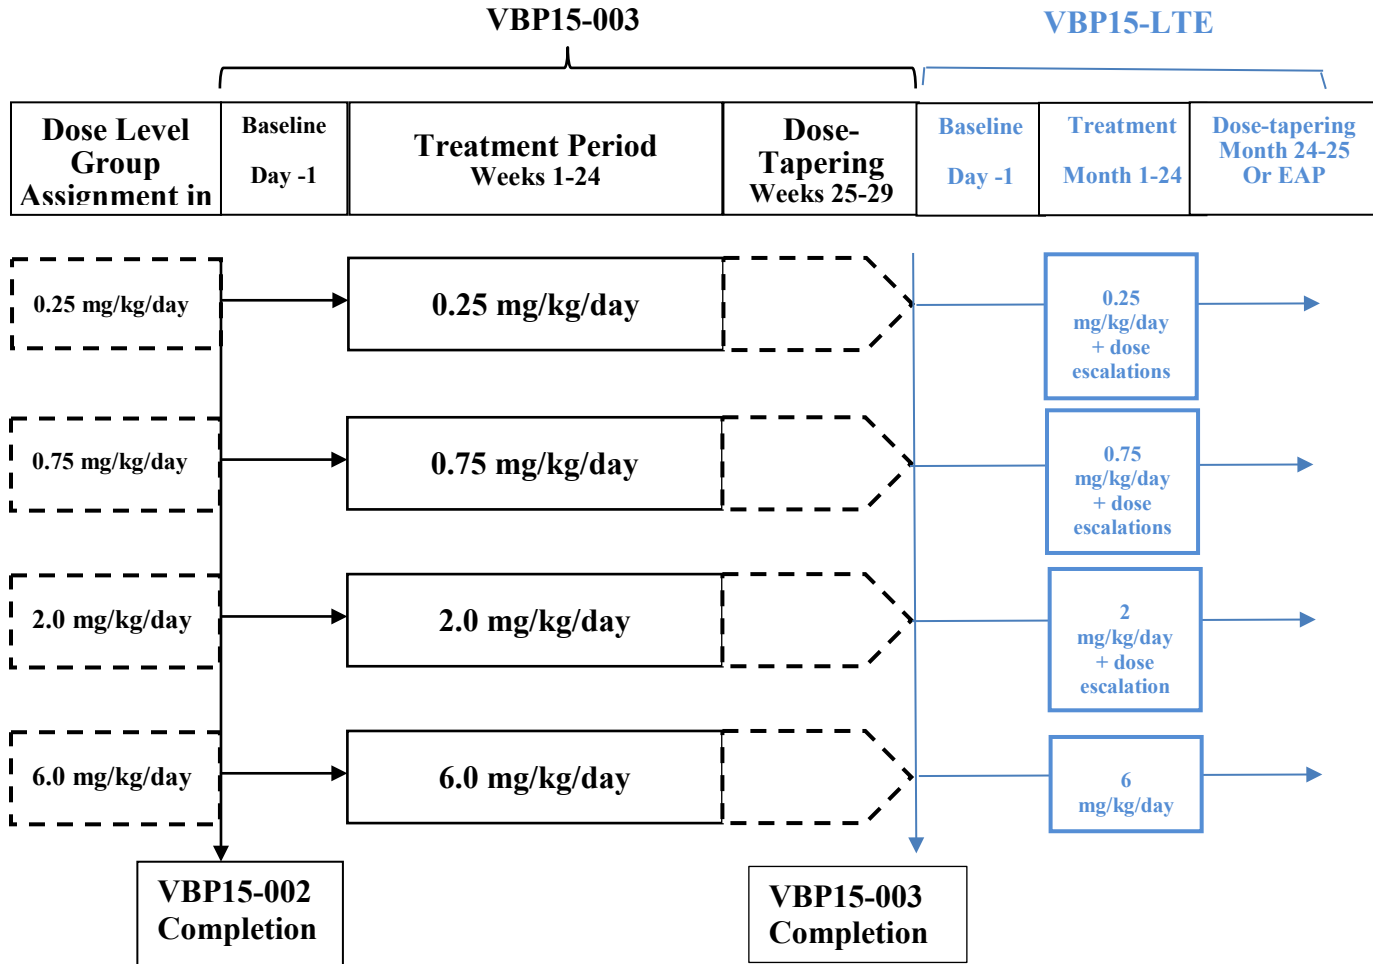 VBP15-003
VBP15-LTE
Dose Level
Group
Assignment in
Baseline
Day -1
Treatment Period
Weeks 1-24
Dose-
Tapering
Weeks 25-29
Baseline
Day -1
Treatment
Month 1-24
Dose-tapering
Month 24-25
Or EAP
0.25 mg/kg/day
0.25 mg/kg/day
0.25
mg/kg/day
+ dose
escalations
0.75 mg/kg/day
0.75 mg/kg/day
0.75
mg/kg/day
+ dose
escalations
2.0 mg/kg/day
2.0 mg/kg/day
2
mg/kg/day
+ dose
escalation
6.0 mg/kg/day
6.0 mg/kg/day
6
mg/kg/day
VBP15-002
Completion
VBP15-003
Completion